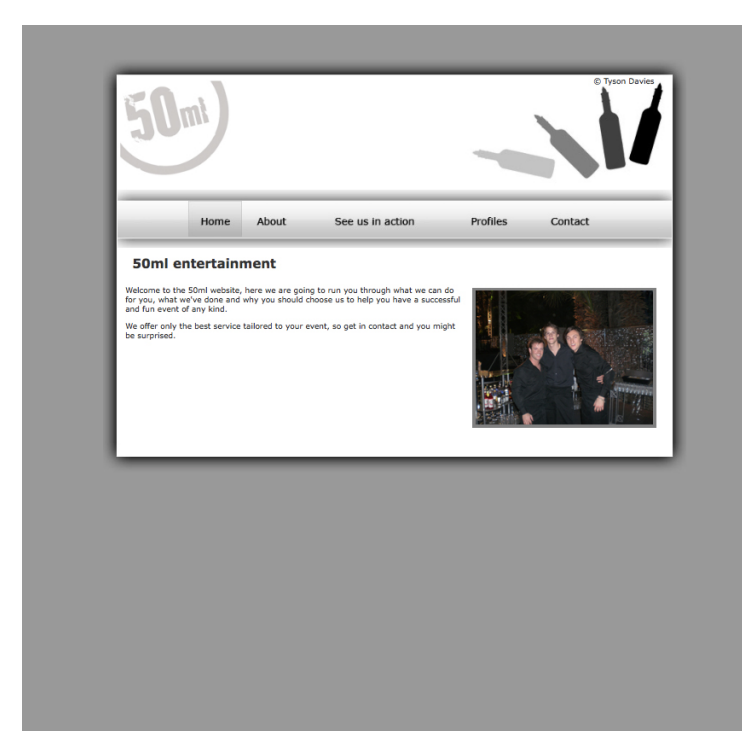 © Tyson Davies
50ml
Home About See us in action Profiles Contact
50ml entertainment
Welcome to the 50ml website, here we are going to run you through what we can do
for you, what we've done and why you should choose us to help you have a successful
and fun event of any kind.
We offer only the best service tailored to your event, so get in contact and you might
be surprised.